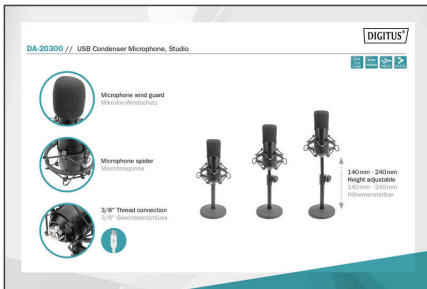 DIGITUS®
DA-20300 // USB Condenser Microphone, Studio
Microphone wind guard
Mikrofon-Windschutz
Microphone spider
Mikrofonspinne
3/8" Thread connection
3/8" Gewindeanschluss
140 mm - 240 mm
Height adjustable
140 mm - 240 mm
Höhenverstellbar